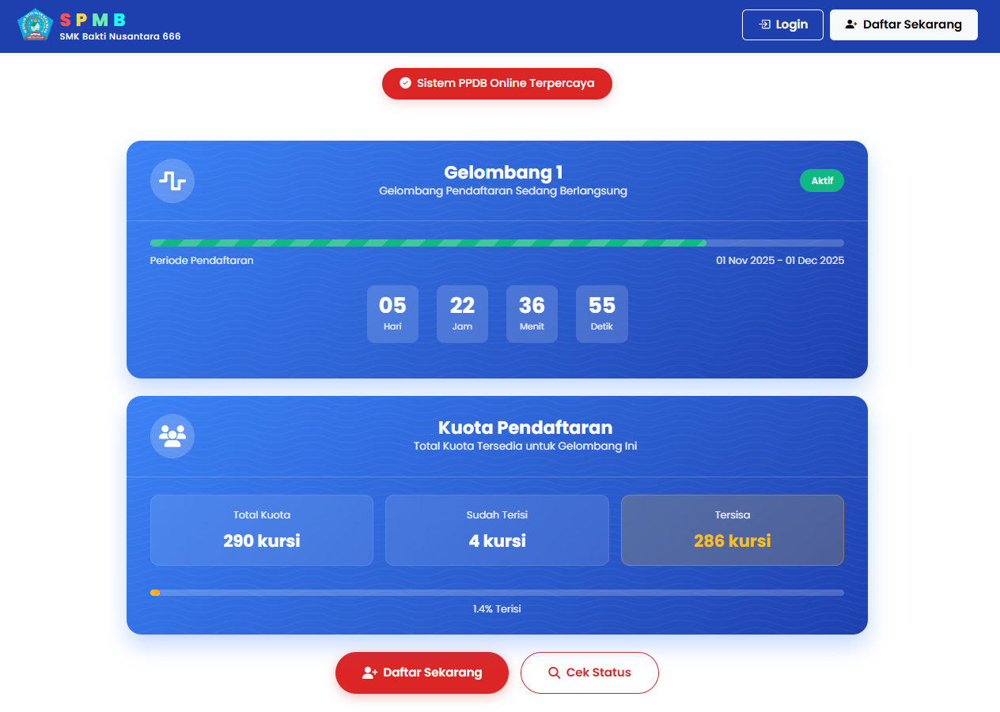 SPMB
SMK Bakti Nusantara 666
Login
Daftar Sekarang
Sistem PPDB Online Terpercaya
Gelombang 1
Gelombang Pendaftaran Sedang Berlangsung
Aktif
Periode Pendaftaran
01 Nov 2025 - 01 Dec 2025
05
22
36
55
Hari
Jam
Menit
Detik
Kuota Pendaftaran
Total Kuota Tersedia untuk Gelombang Ini
Total Kuota
290 kursi
Sudah Terisi
4 kursi
Tersisa
286 kursi
1.4% Terisi
Daftar Sekarang
Cek Status